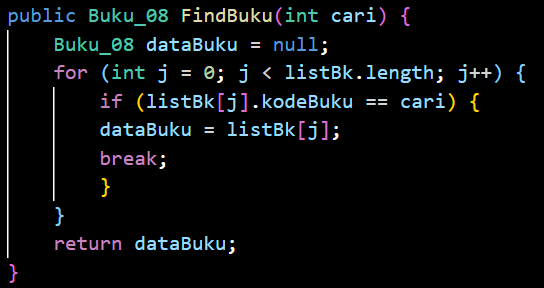 public Buku_08 FindBuku(int cari) {
    Buku_08 dataBuku = null;
    for (int j = 0; j < listBk.length; j++) {
        if (listBk[j].kodeBuku == cari) {
        dataBuku = listBk[j];
        break;
        }
    }
    return dataBuku;
}